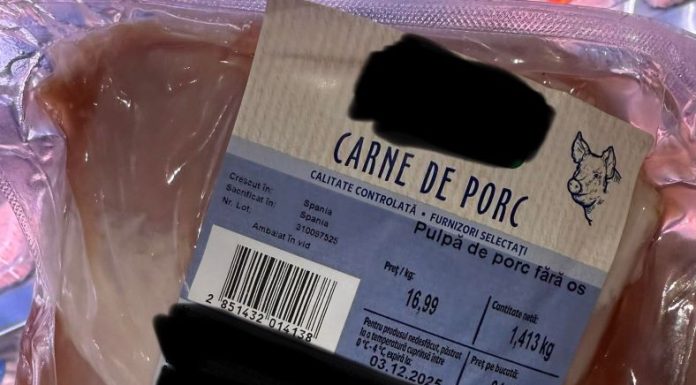 CARNE DE PORC
CALITATE CONTROLATĂ • FURNIZORI SELECTAȚI
Pulpă de porc fără os
Crescut în: Spania
Sacrificat în: Spania
Nr. Lot: 310087525
Ambalat în vid
2 851432 014138
Preț / kg:
16,99
Cantitate netă:
1,413 kg
Pentru produsul nedesfăcut, păstrat
la o temperatură cuprinsă între
0 °C-4 °C, expiră la:
03.12.2025
Preț pe bucată: